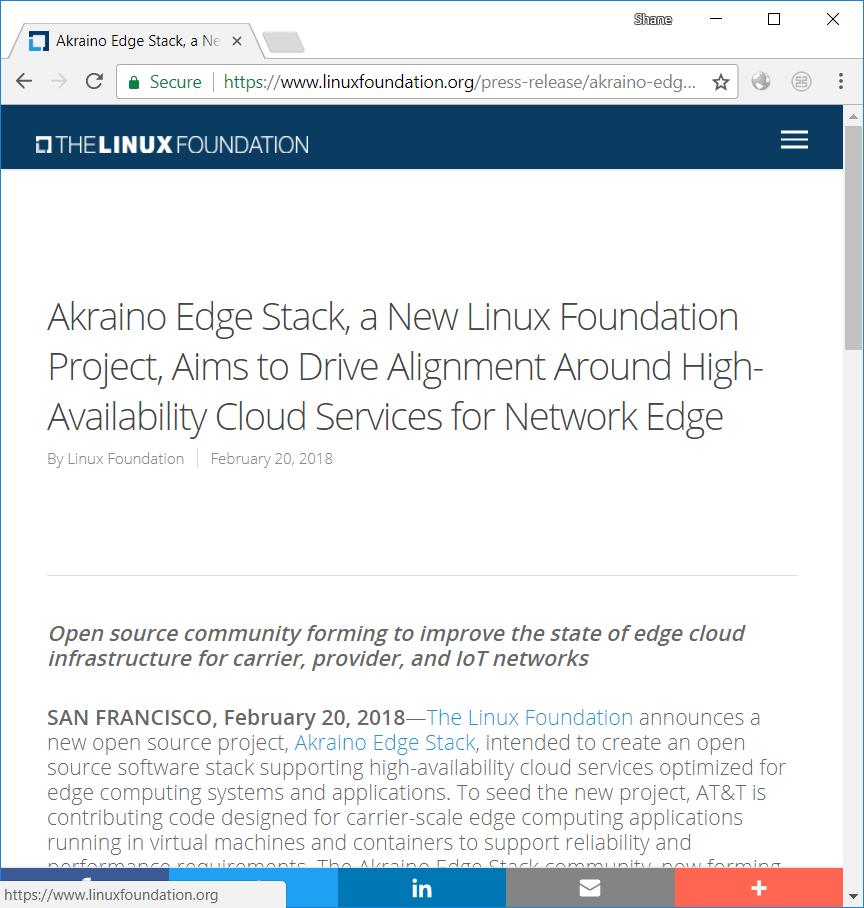 Shane
Akraino Edge Stack, a Ne
Secure https://www.linuxfoundation.org/press-release/akraino-edg...
THE LINUX FOUNDATION
Akraino Edge Stack, a New Linux Foundation
Project, Aims to Drive Alignment Around High-
Availability Cloud Services for Network Edge
By Linux Foundation February 20, 2018
Open source community forming to improve the state of edge cloud
infrastructure for carrier, provider, and IoT networks
SAN FRANCISCO, February 20, 2018—The Linux Foundation announces a
new open source project, Akraino Edge Stack, intended to create an open
source software stack supporting high-availability cloud services optimized for
edge computing systems and applications. To seed the new project, AT&T is
contributing code designed for carrier-scale edge computing applications
running in virtual machines and containers to support reliability and
performance requirements. The Akraino Edge Stack community, now forming,
in
https://www.linuxfoundation.org